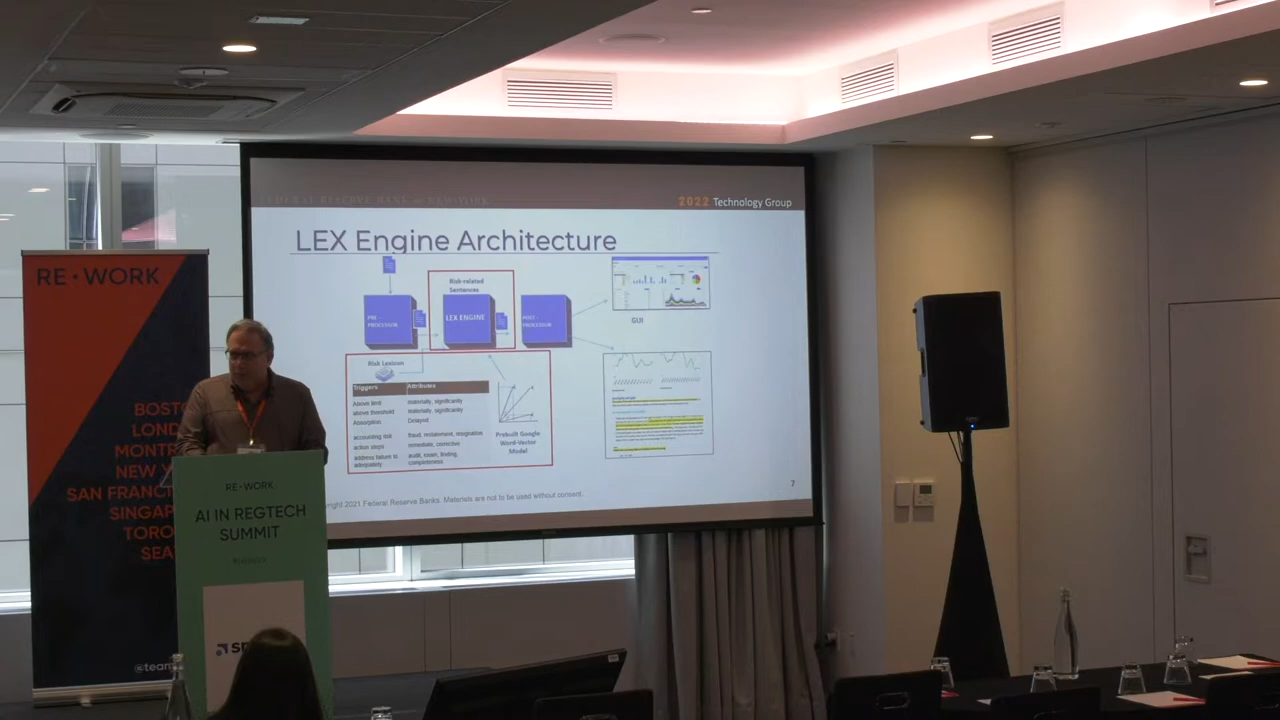 FEDERAL RESERVE BANK of NEW YORK
2022 Technology Group
LEX Engine Architecture
Risk-related
Sentences
PRE -
PROCESSOR
LEX ENGINE
POST -
PROCESSOR
GUI
Risk Lexicon
Triggers Attributes
Above limit materially, significantly
above threshold materially, significantly
Absorption Delayed
accounting risk fraud, restatement, resignation
action steps remediate, corrective
address failure to audit, exam, finding,
adequately completeness
Prebuilt Google
Word-Vector
Model
2021 Federal Reserve Banks. Materials are not to be used without consent.
7
RE•WORK
BOSTO
LOND
MONTR
NEW Y
SAN FRANCI
SINGAP
TORO
SEA
@team
RE•WORK
AI IN REGTECH
SUMMIT